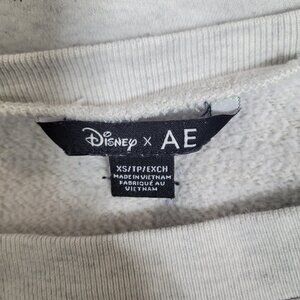 Disney x AE
XS/TP/EXCH
MADE IN VIETNAM
FABRIQUÉ AU
VIETNAM